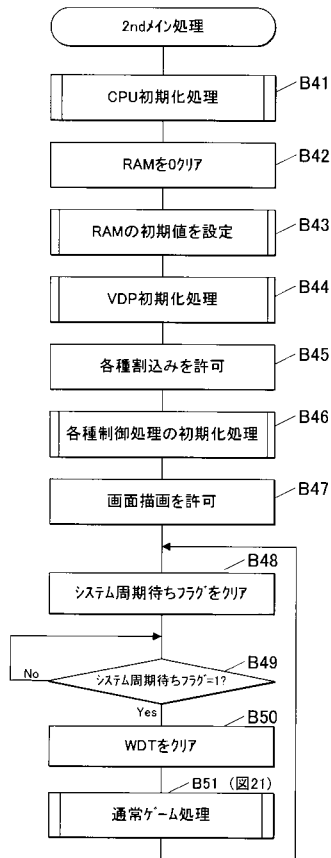 2ndメイン処理
CPU初期化処理
B41
RAMを0クリア
B42
RAMの初期値を設定
B43
VDP初期化処理
B44
各種割込みを許可
B45
各種制御処理の初期化処理
B46
画面描画を許可
B47
B48
システム周期待ちフラグをクリア
B49
システム周期待ちフラグ=1?
No
Yes
B50
WDTをクリア
B51 (図21)
通常ゲーム処理